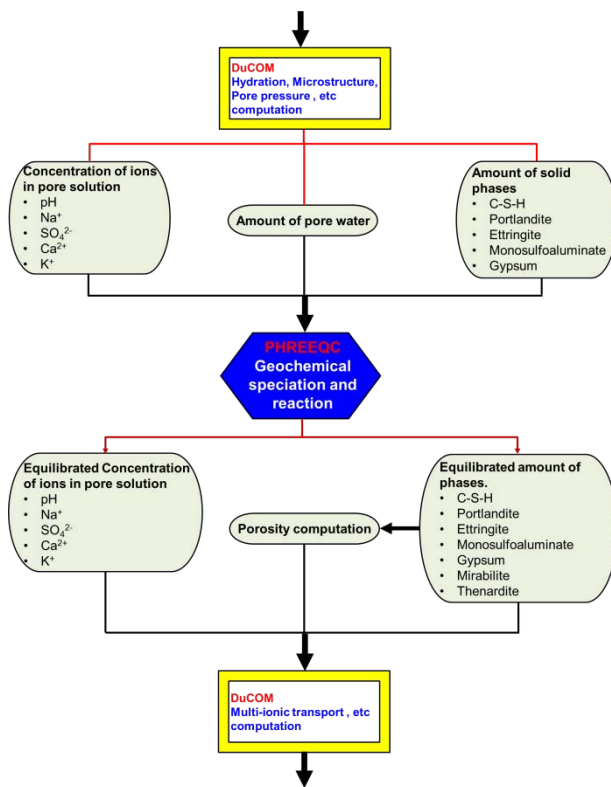 DuCOM
Hydration, Microstructure,
Pore pressure , etc
computation
Concentration of ions
in pore solution
• pH
• Na⁺
• SO₄²⁻
• Ca²⁺
• K⁺
Amount of pore water
Amount of solid
phases
• C-S-H
• Portlandite
• Ettringite
• Monosulfoaluminate
• Gypsum
PHREEQC
Geochemical
speciation and
reaction
Equilibrated Concentration
of ions in pore solution
• pH
• Na⁺
• SO₄²⁻
• Ca²⁺
• K⁺
Porosity computation
Equilibrated amount of
phases.
• C-S-H
• Portlandite
• Ettringite
• Monosulfoaluminate
• Gypsum
• Mirabilite
• Thenardite
DuCOM
Multi-ionic transport , etc
computation